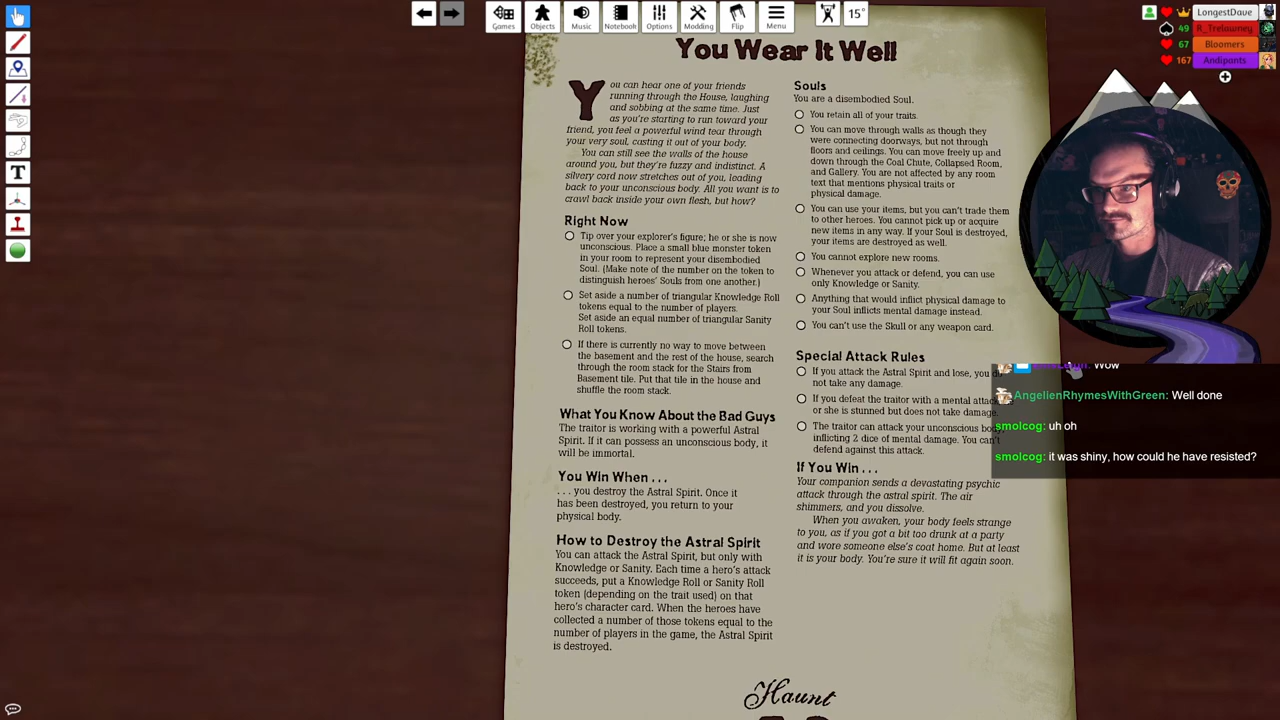 Games
Objects
Music
Notebook
Options
Modding
Flip
Menu
15°
LongestDave
49 R_Trelawney
67 Bloomers
167 Andipants
You Wear It Well
You can hear one of your friends
running through the House, laughing
and sobbing at the same time. Just
as you're starting to run toward your
friend, you feel a powerful wind tear through
your very soul, casting it out of your body.
You can still see the walls of the house
around you, but they're fuzzy and indistinct. A
silvery cord now stretches out of you, leading
back to your unconscious body. All you want is to
crawl back inside your own flesh, but how?
Right Now
Tip over your explorer's figure; he or she is now
unconscious. Place a small blue monster token
in your room to represent your disembodied
Soul. (Make note of the number on the token to
distinguish heroes' Souls from one another.)
Set aside a number of triangular Knowledge Roll
tokens equal to the number of players.
Set aside an equal number of triangular Sanity
Roll tokens.
If there is currently no way to move between
the basement and the rest of the house, search
through the room stack for the Stairs from
Basement tile. Put that tile in the house and
shuffle the room stack.
What You Know About the Bad Guys
The traitor is working with a powerful Astral
Spirit. If it can possess an unconscious body, it
will be immortal.
You Win When . . .
. . . you destroy the Astral Spirit. Once it
has been destroyed, you return to your
physical body.
How to Destroy the Astral Spirit
You can attack the Astral Spirit, but only with
Knowledge or Sanity. Each time a hero's attack
succeeds, put a Knowledge Roll or Sanity Roll
token (depending on the trait used) on that
hero's character card. When the heroes have
collected a number of those tokens equal to the
number of players in the game, the Astral Spirit
is destroyed.
Souls
You are a disembodied Soul.
You retain all of your traits.
You can move through walls as though they
were connecting doorways, but not through
floors and ceilings. You can move freely up and
down through the Coal Chute, Collapsed Room,
and Gallery. You are not affected by any room
text that mentions physical traits or
physical damage.
You can use your items, but you can't trade them
to other heroes. You cannot pick up or acquire
new items in any way. If your Soul is destroyed,
your items are destroyed as well.
You cannot explore new rooms.
Whenever you attack or defend, you can use
only Knowledge or Sanity.
Anything that would inflict physical damage to
your Soul inflicts mental damage instead.
You can't use the Skull or any weapon card.
Special Attack Rules
If you attack the Astral Spirit and lose, you do
not take any damage.
If you defeat the traitor with a mental attack,
or she is stunned but does not take damage.
The traitor can attack your unconscious body,
inflicting 2 dice of mental damage. You can't
defend against this attack.
If You Win . . .
Your companion sends a devastating psychic
attack through the astral spirit. The air
shimmers, and you dissolve.
When you awaken, your body feels strange
to you, as if you got a bit too drunk at a party
and wore someone else's coat home. But at least
it is your body. You're sure it will fit again soon.
Haunt
Wow
AngelienRhymesWithGreen: Well done
smolcog: uh oh
smolcog: it was shiny, how could he have resisted?